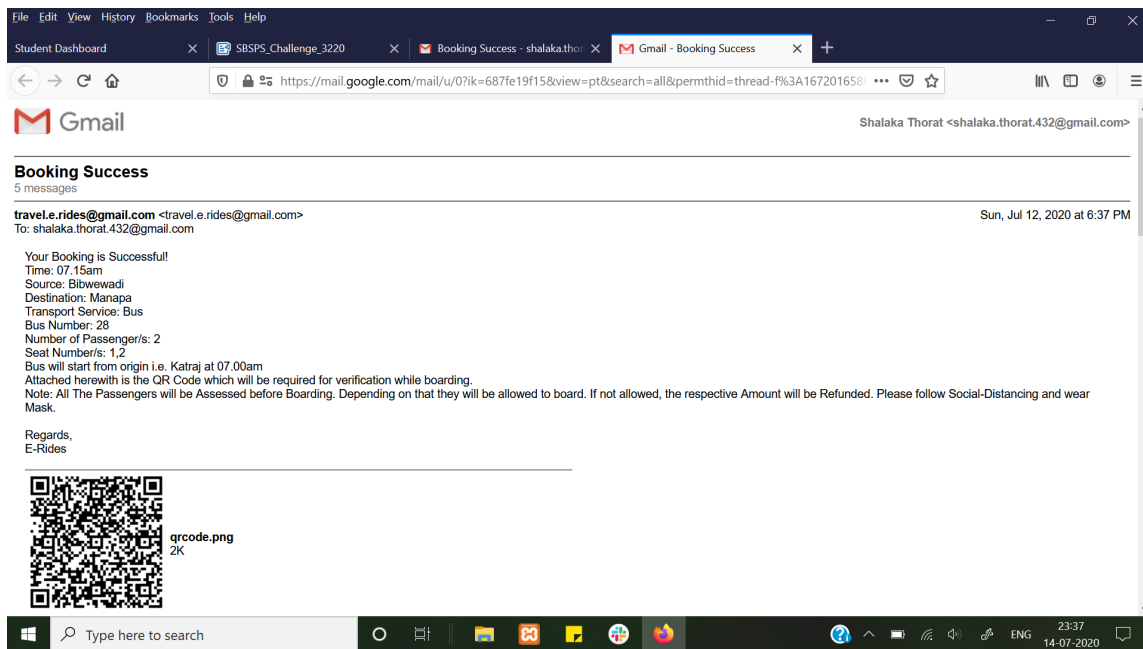 File Edit View History Bookmarks Tools Help
Student Dashboard
SBSPS_Challenge_3220
Booking Success - shalaka.thor
Gmail - Booking Success
https://mail.google.com/mail/u/0?ik=687fe19f15&view=pt&search=all&permthid=thread-f%3A167201658
Gmail
Shalaka Thorat <shalaka.thorat.432@gmail.com>
Booking Success
5 messages
travel.e.rides@gmail.com <travel.e.rides@gmail.com>
Sun, Jul 12, 2020 at 6:37 PM
To: shalaka.thorat.432@gmail.com
Your Booking is Successful!
Time: 07.15am
Source: Bibwewadi
Destination: Manapa
Transport Service: Bus
Bus Number: 28
Number of Passenger/s: 2
Seat Number/s: 1,2
Bus will start from origin i.e. Katraj at 07.00am
Attached herewith is the QR Code which will be required for verification while boarding.
Note: All The Passengers will be Assessed before Boarding. Depending on that they will be allowed to board. If not allowed, the respective Amount will be Refunded. Please follow Social-Distancing and wear
Mask.
Regards,
E-Rides
qrcode.png
2K
Type here to search
ENG
23:37
14-07-2020